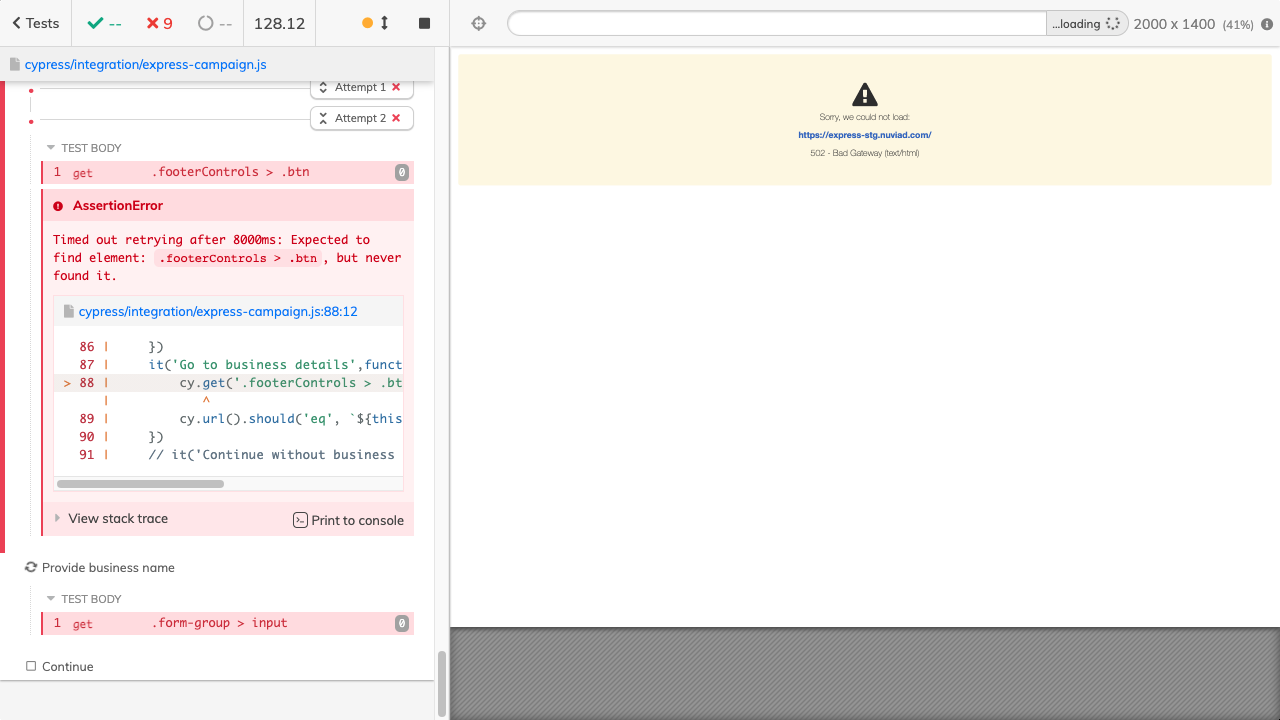 Tests
--
9
--
128.12
...loading
2000 x 1400 (41%)
cypress/integration/express-campaign.js
Attempt 1
Attempt 2
TEST BODY
1 get .footerControls > .btn 0
AssertionError
Timed out retrying after 8000ms: Expected to
find element: .footerControls > .btn, but never
found it.
cypress/integration/express-campaign.js:88:12
86 | })
87 | it('Go to business details',funct
> 88 | cy.get('.footerControls > .bt
| ^
89 | cy.url().should('eq', `${this
90 | })
91 | // it('Continue without business
View stack trace
Print to console
Provide business name
TEST BODY
1 get .form-group > input 0
Continue
Sorry, we could not load:
https://express-stg.nuviad.com/
502 - Bad Gateway (text/html)